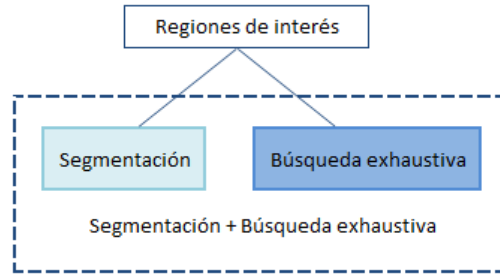 Regiones de interés
Segmentación
Búsqueda exhaustiva
Segmentación + Búsqueda exhaustiva